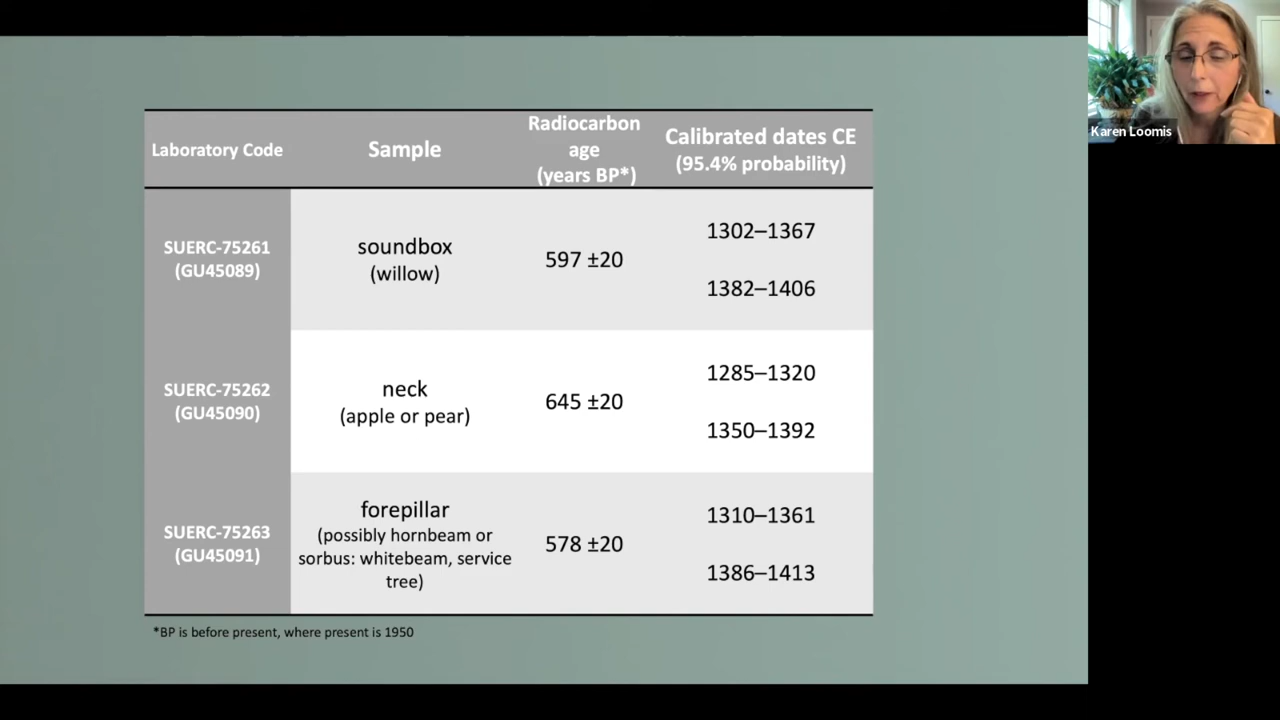 Karen Loomis
Laboratory Code
Sample
Radiocarbon
age
(years BP*)
Calibrated dates CE
(95.4% probability)
SUERC-75261
(GU45089)
soundbox
(willow)
597 ±20
1302–1367
1382–1406
SUERC-75262
(GU45090)
neck
(apple or pear)
645 ±20
1285–1320
1350–1392
SUERC-75263
(GU45091)
forepillar
(possibly hornbeam or
sorbus: whitebeam, service
tree)
578 ±20
1310–1361
1386–1413
*BP is before present, where present is 1950